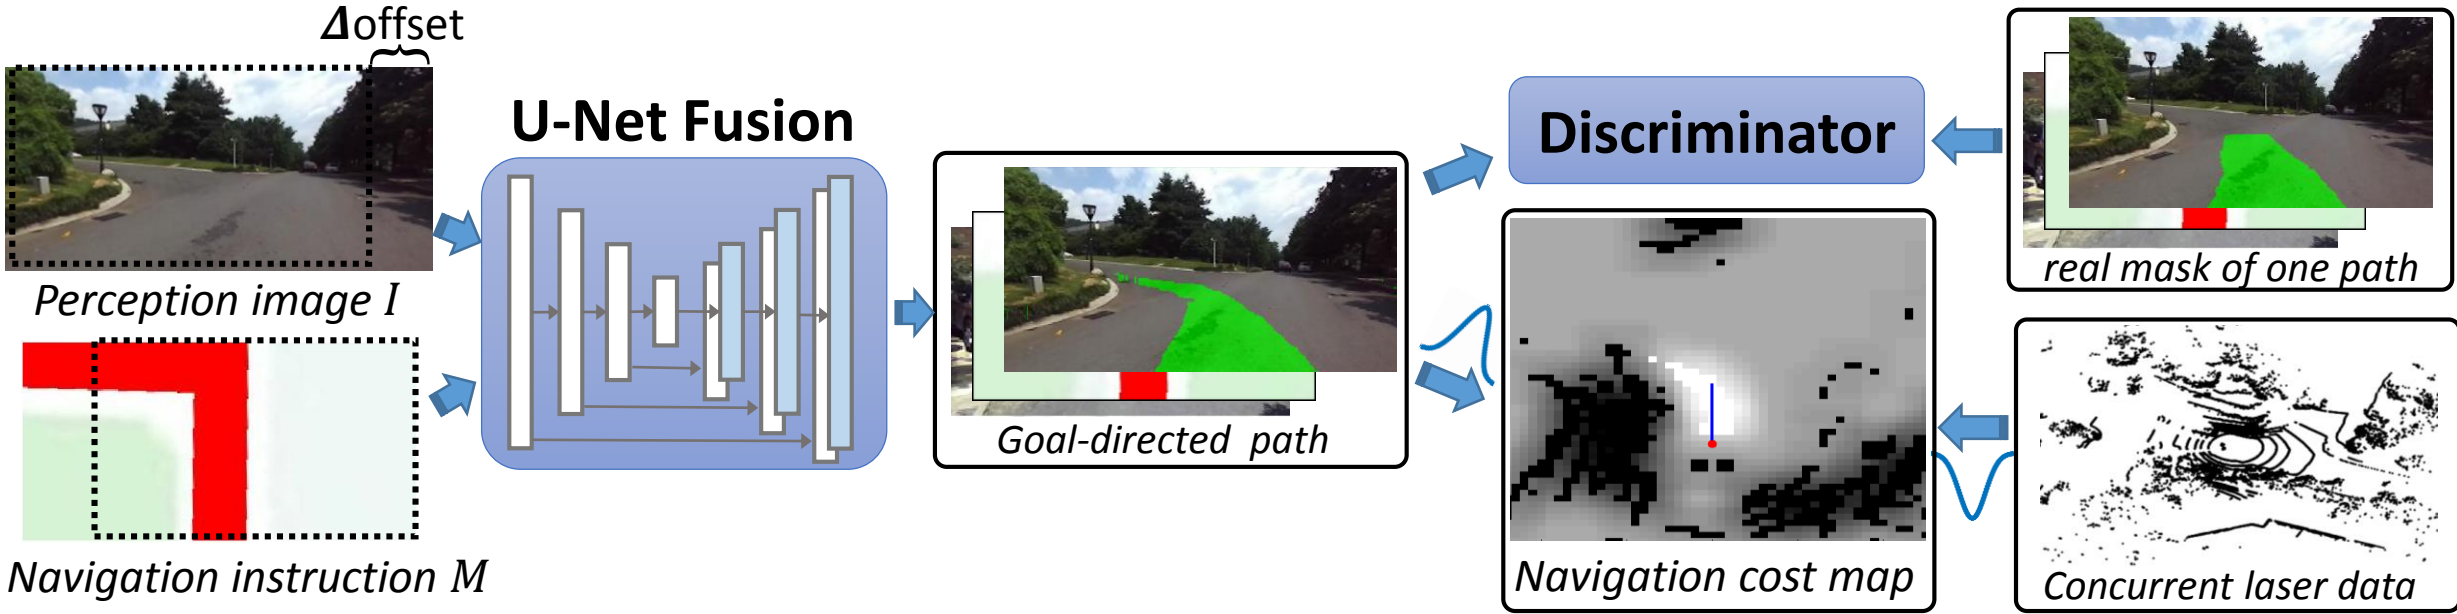 Δoffset
Perception image I
Navigation instruction M
U-Net Fusion
Goal-directed path
Discriminator
Navigation cost map
real mask of one path
Concurrent laser data